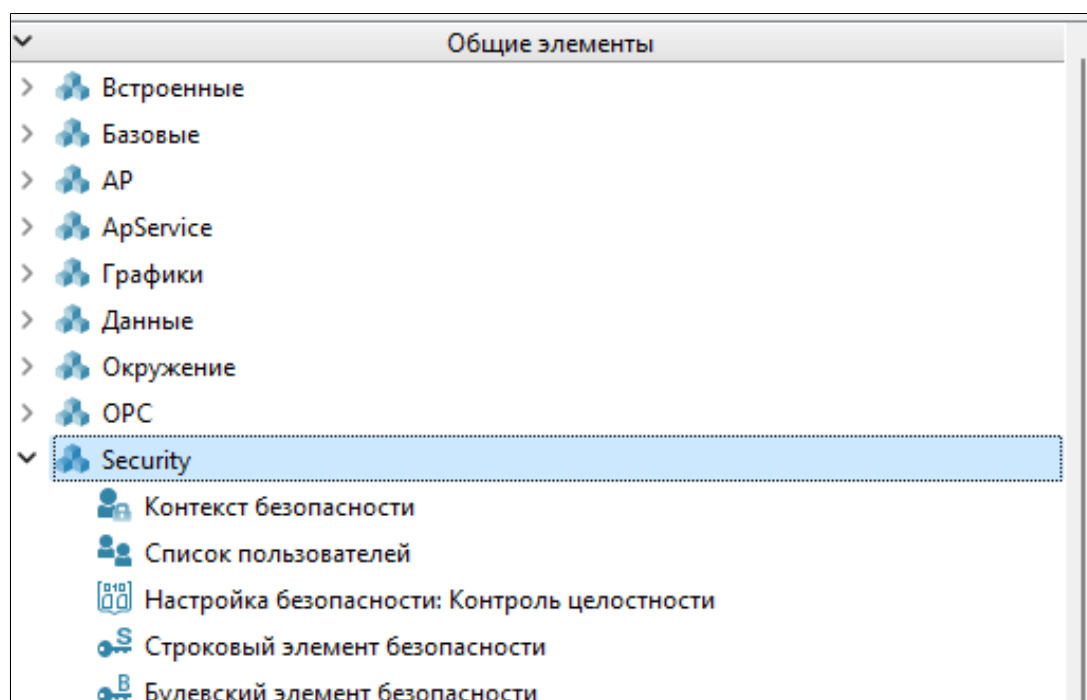 Общие элементы
Встроенные
Базовые
AP
ApService
Графики
Данные
Окружение
OPC
Security
Контекст безопасности
Список пользователей
Настройка безопасности: Контроль целостности
Строковый элемент безопасности
Булевский элемент безопасности